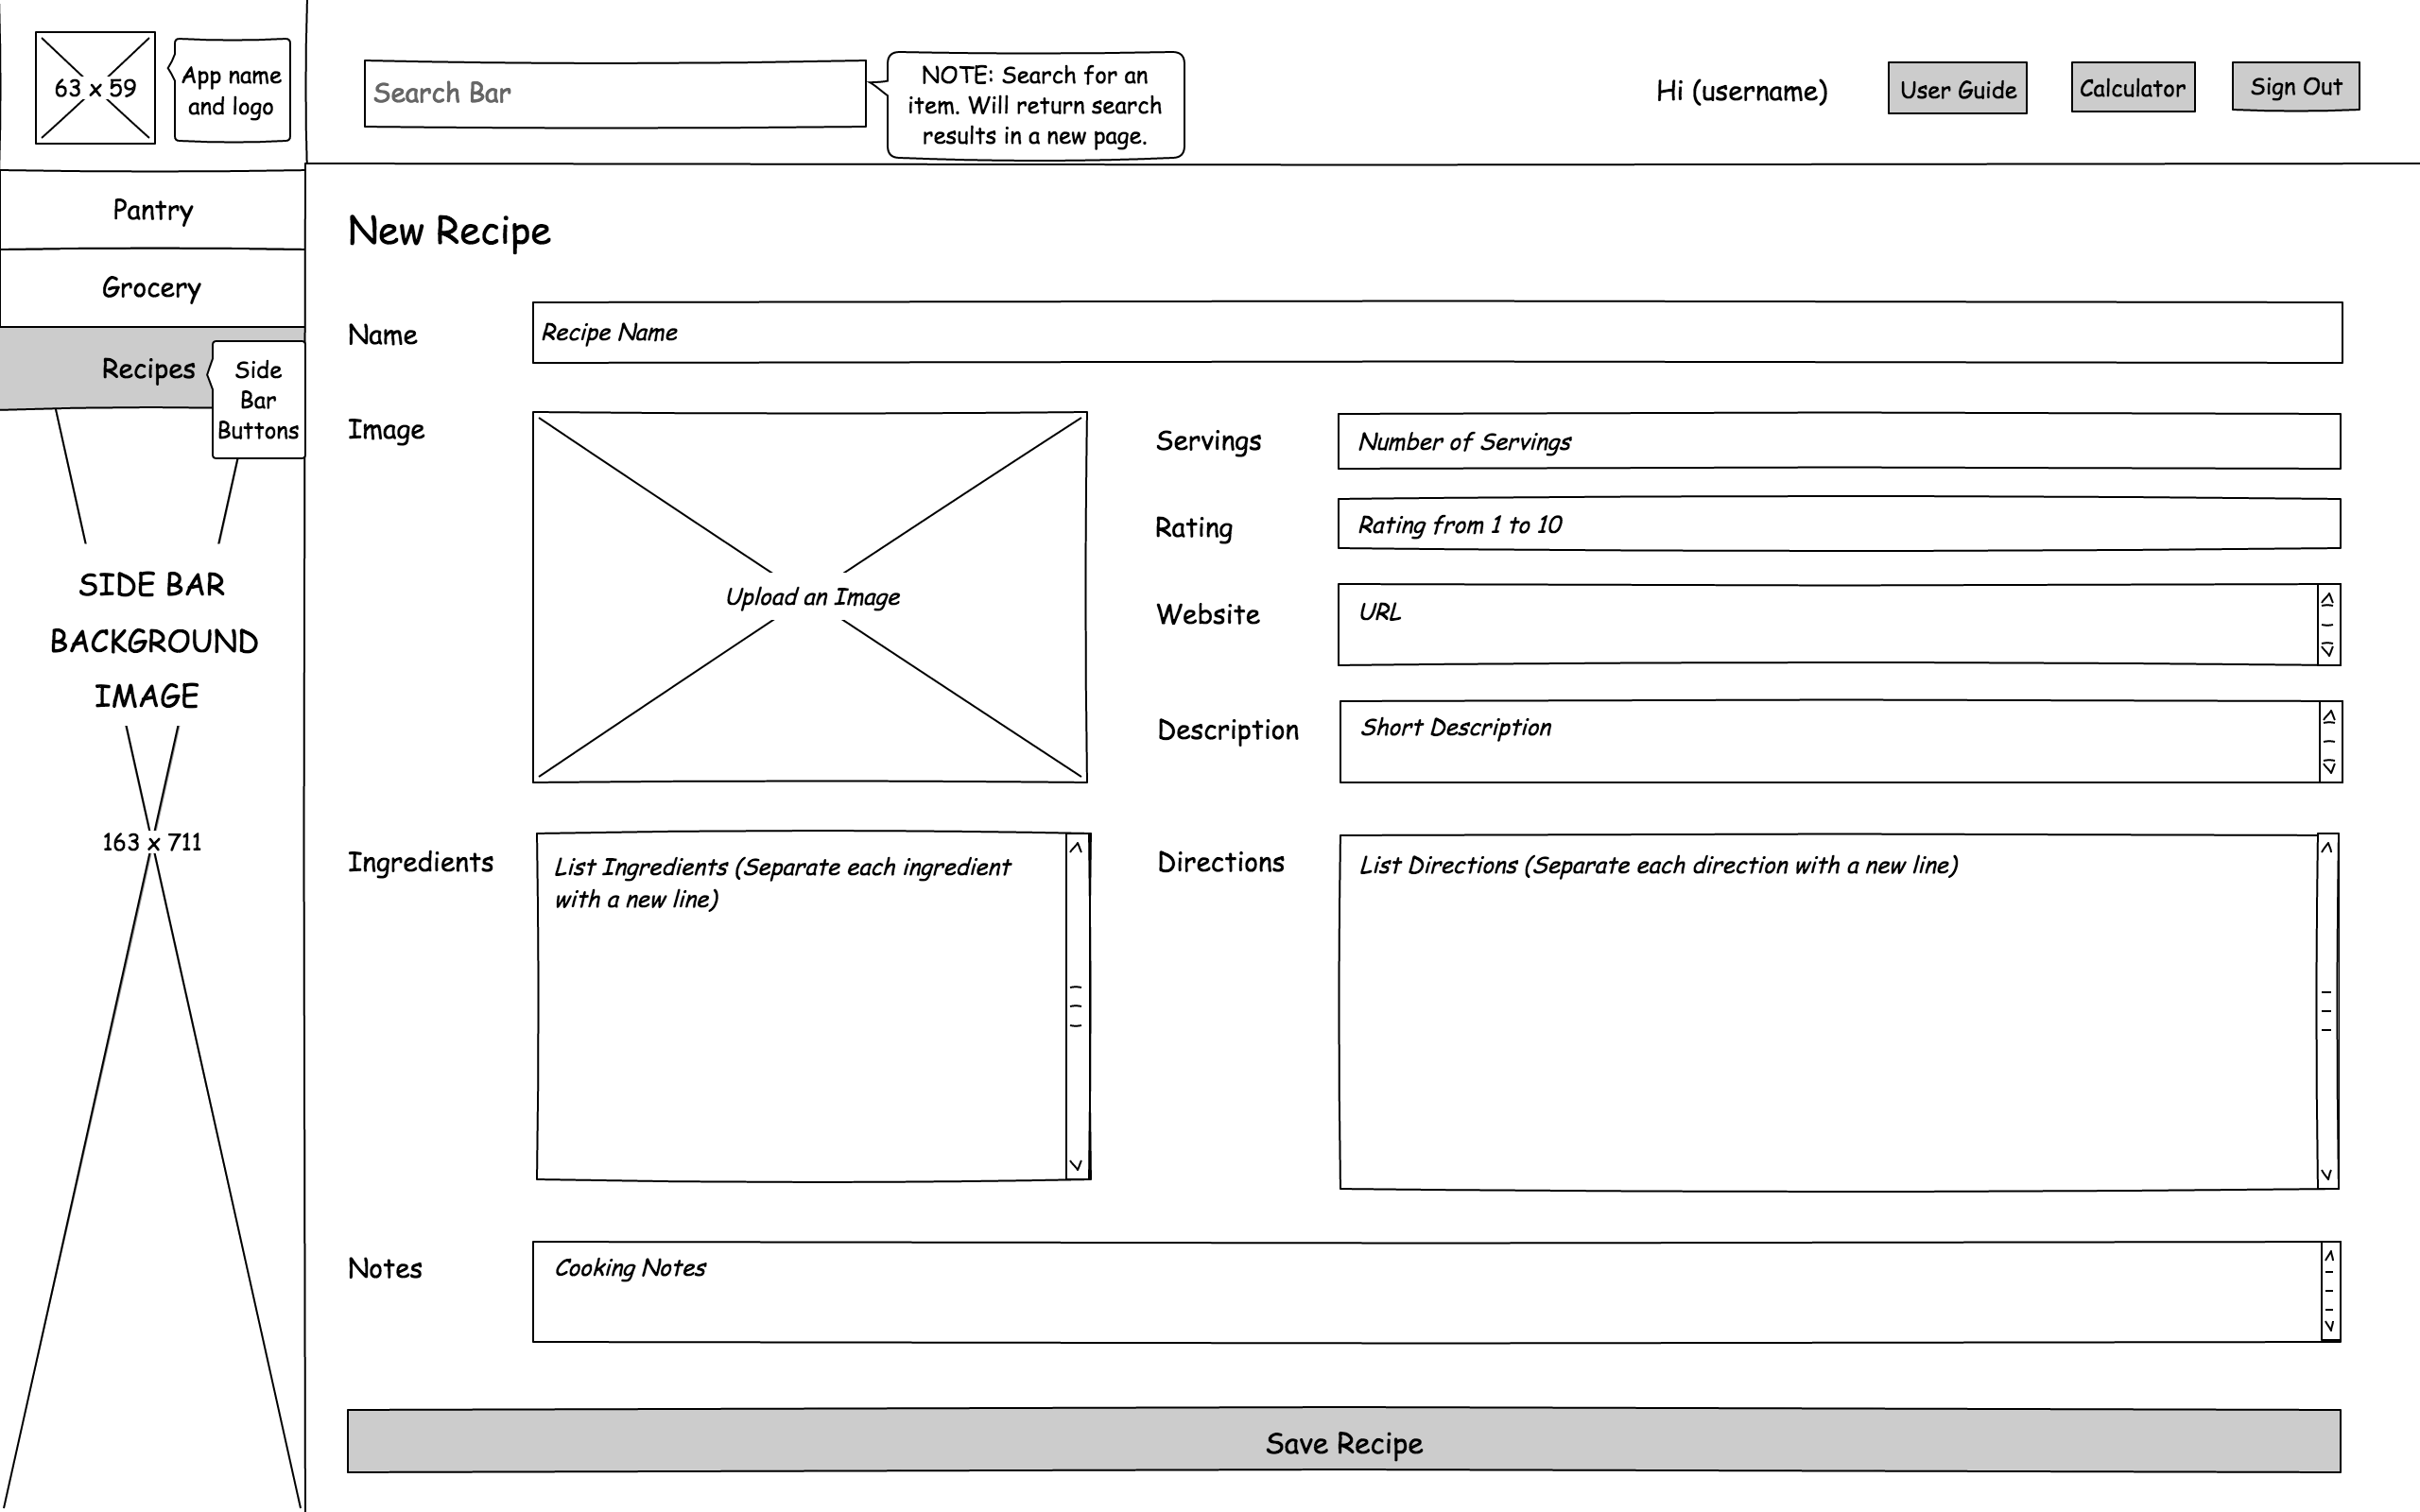 63 x 59
App name
and logo
Search Bar
NOTE: Search for an
item. Will return search
results in a new page.
Hi (username)
User Guide
Calculator
Sign Out
Pantry
Grocery
Recipes
Side
Bar
Buttons
SIDE BAR
BACKGROUND
IMAGE
163 x 711
New Recipe
Name
Recipe Name
Image
Upload an Image
Servings
Number of Servings
Rating
Rating from 1 to 10
Website
URL
Description
Short Description
Ingredients
List Ingredients (Separate each ingredient
with a new line)
Directions
List Directions (Separate each direction with a new line)
Notes
Cooking Notes
Save Recipe